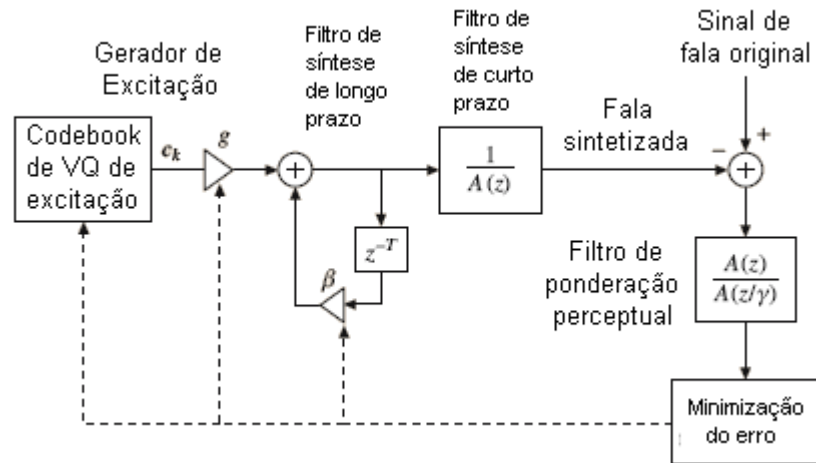 Gerador de
Excitação
Codebook
de VQ de
excitação
c_k
g
Filtro de
síntese
de longo
prazo
z^{-T}
β
Filtro de
síntese
de curto
prazo
1
A(z)
Fala
sintetizada
Sinal de
fala original
−
+
+
+
Filtro de
ponderação
perceptual
A(z)
A(z/γ)
Minimização
do erro